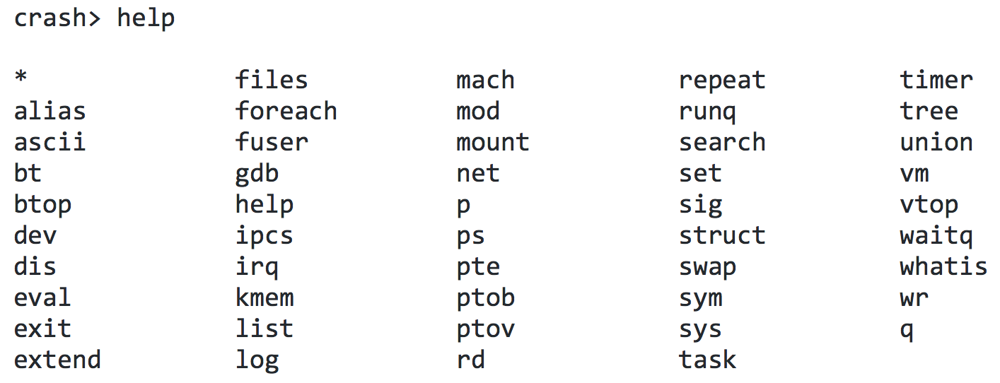 crash> help
* files mach repeat timer
alias foreach mod runq tree
ascii fuser mount search union
bt gdb net set vm
btop help p sig vtop
dev ipcs ps struct waitq
dis irq pte swap whatis
eval kmem ptob sym wr
exit list ptov sys q
extend log rd task